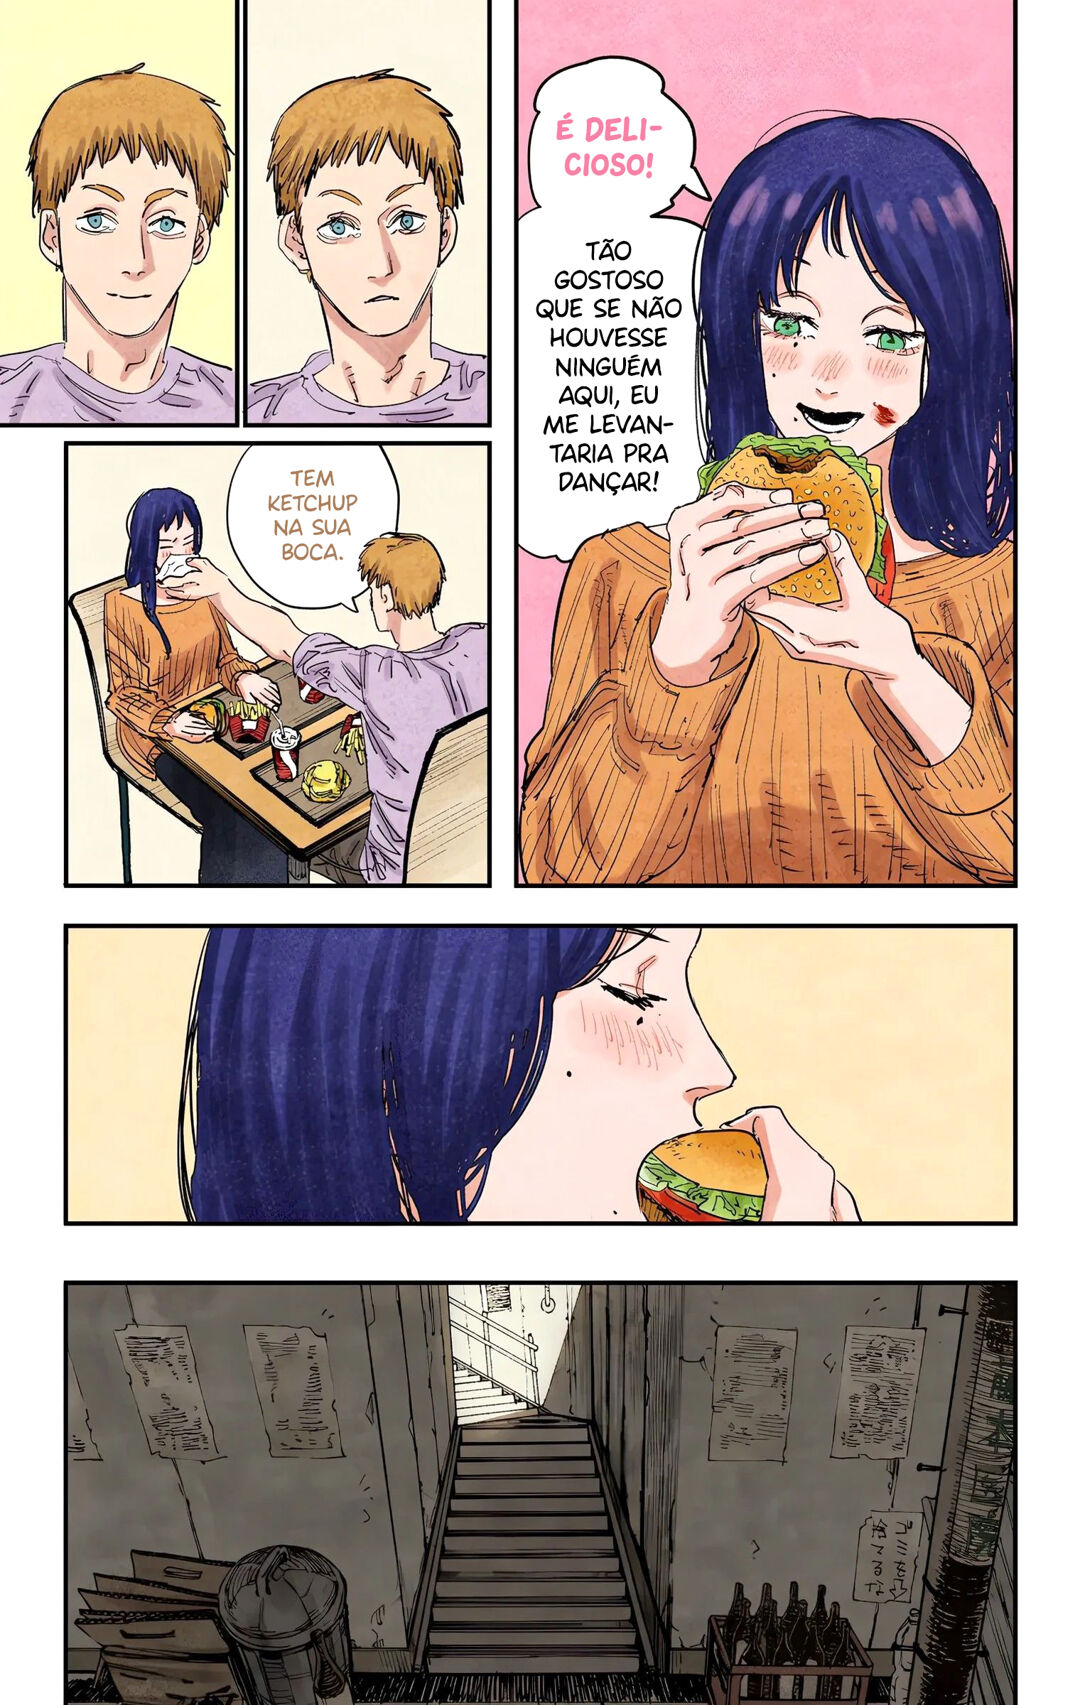 É DELI-
CIOSO!
TÃO
GOSTOSO
QUE SE NÃO
HOUVESSE
NINGUÉM
AQUI, EU
ME LEVAN-
TARIA PRA
DANÇAR!
TEM
KETCHUP
NA SUA
BOCA.